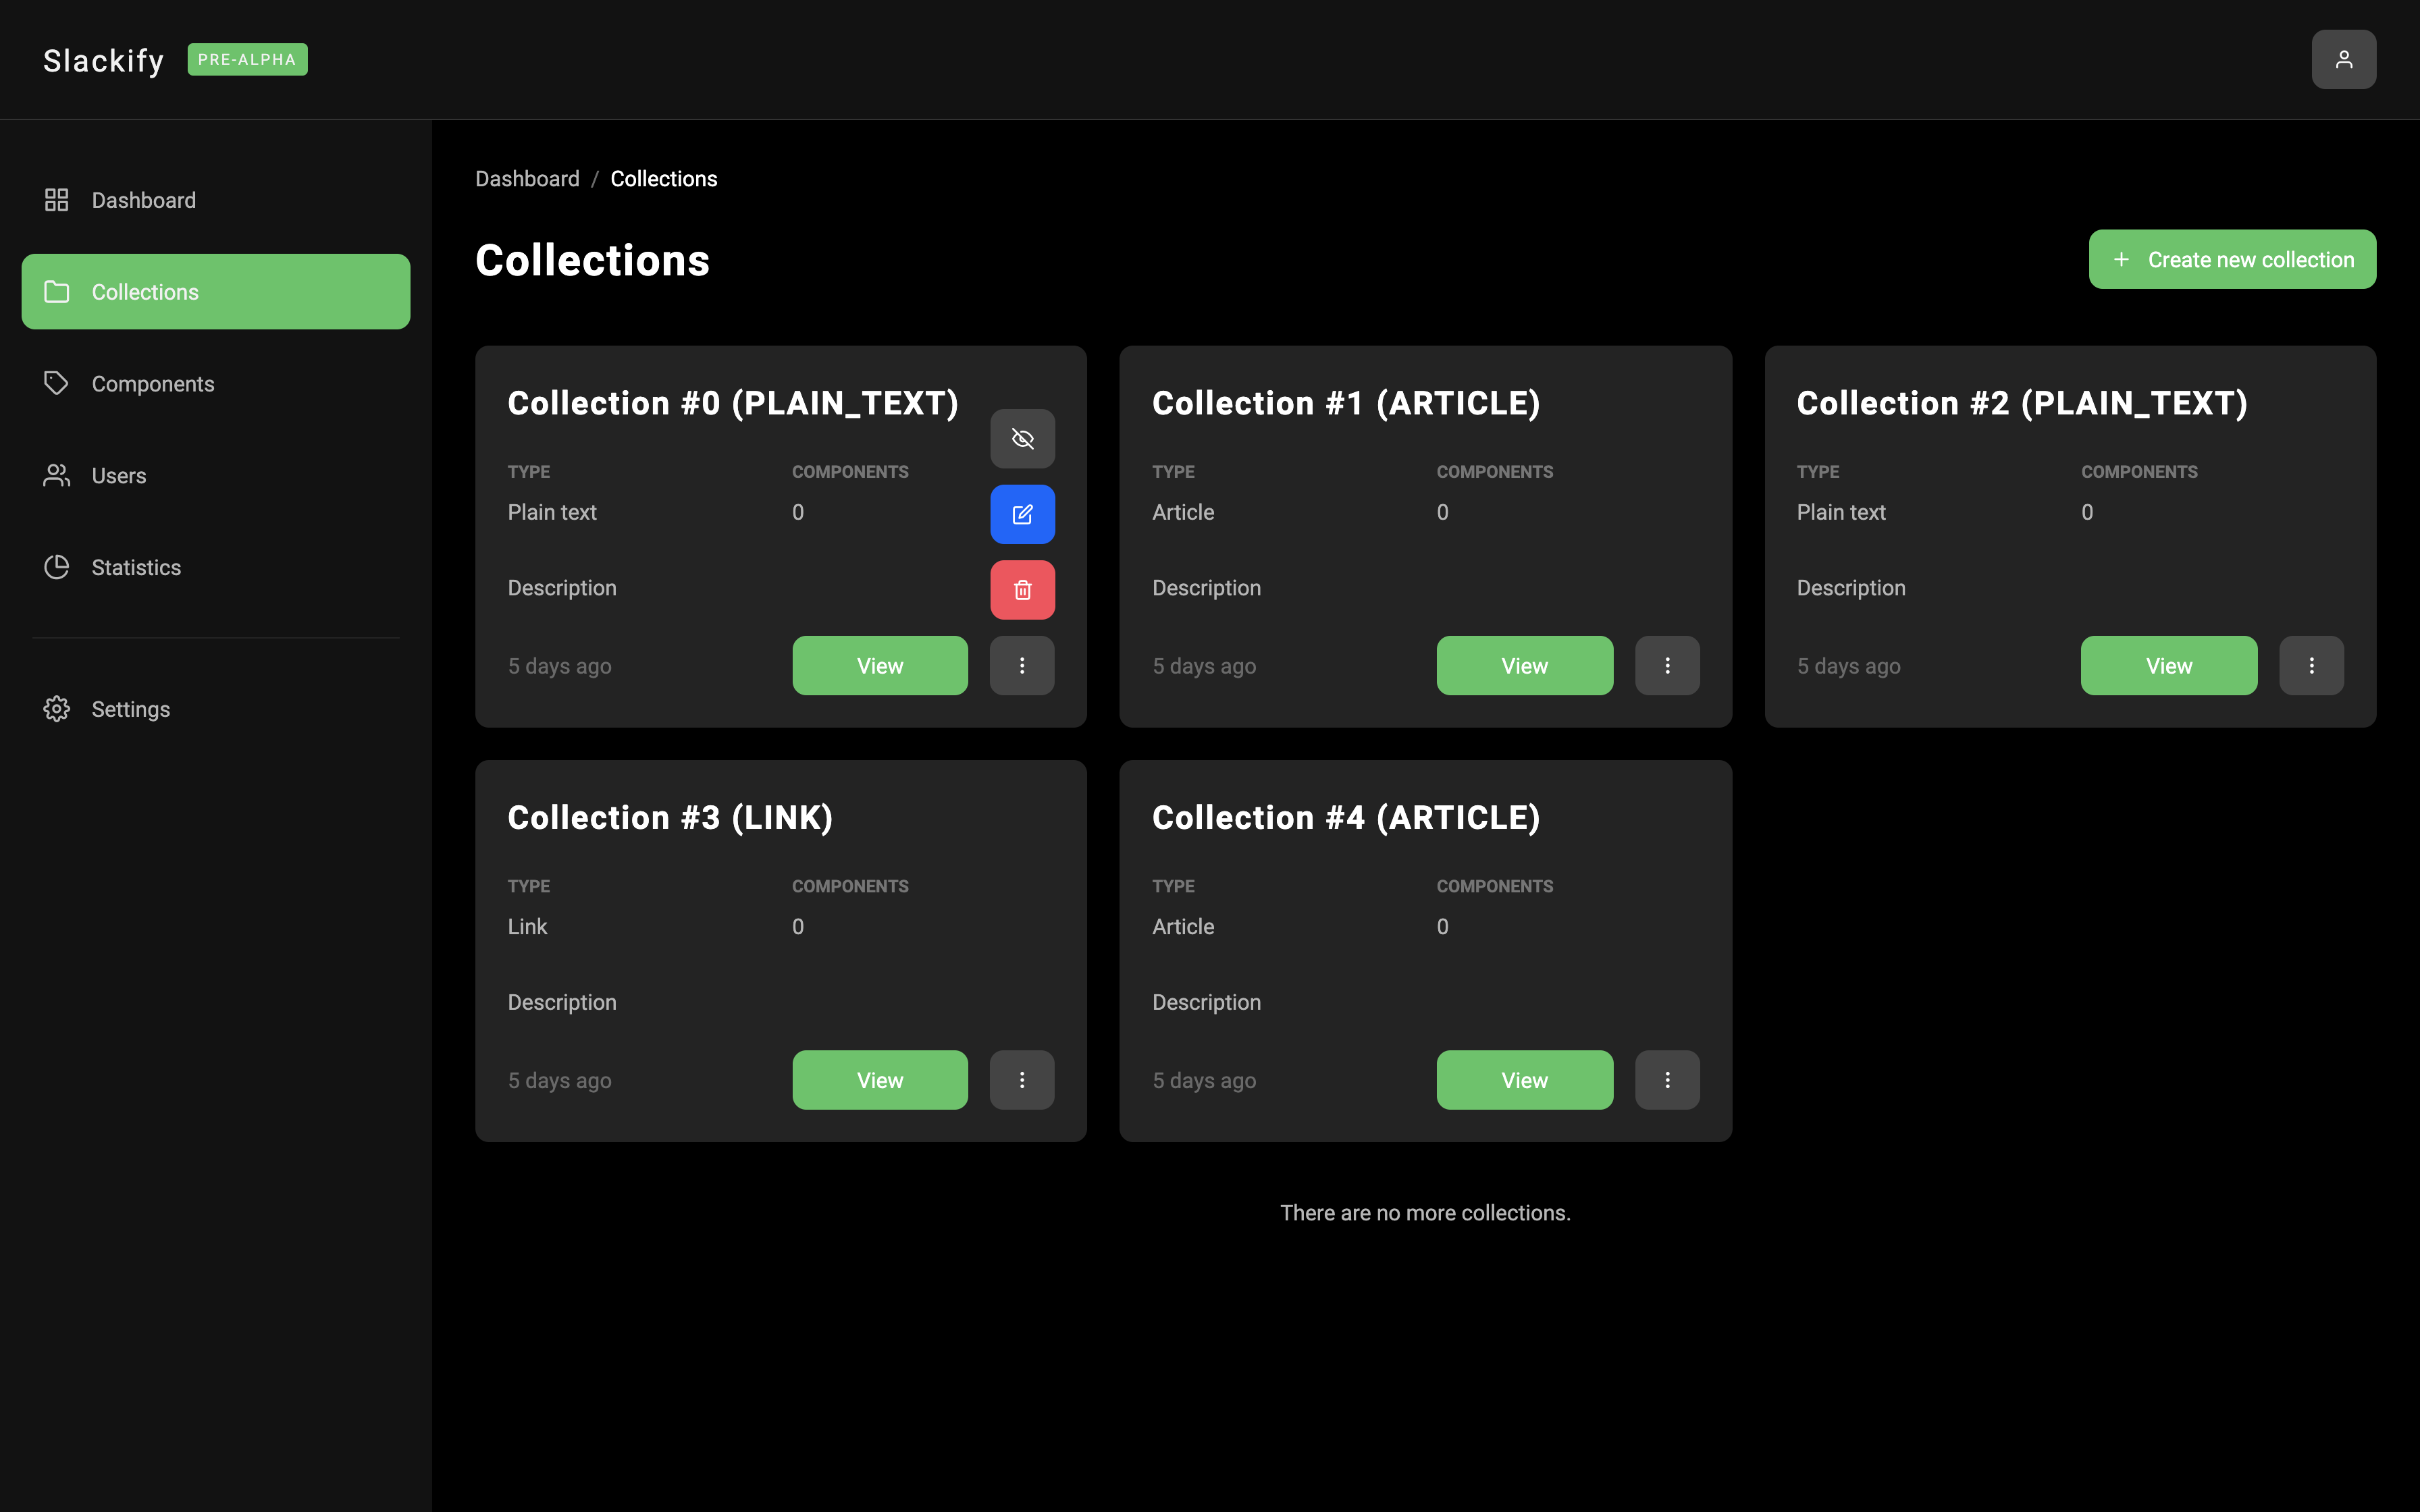 Slackify PRE-ALPHA
Dashboard
Collections
Components
Users
Statistics
Settings
Dashboard / Collections
Collections
Create new collection
Collection #0 (PLAIN_TEXT)
TYPE COMPONENTS
Plain text 0
Description
5 days ago View
Collection #1 (ARTICLE)
TYPE COMPONENTS
Article 0
Description
5 days ago View
Collection #2 (PLAIN_TEXT)
TYPE COMPONENTS
Plain text 0
Description
5 days ago View
Collection #3 (LINK)
TYPE COMPONENTS
Link 0
Description
5 days ago View
Collection #4 (ARTICLE)
TYPE COMPONENTS
Article 0
Description
5 days ago View
There are no more collections.